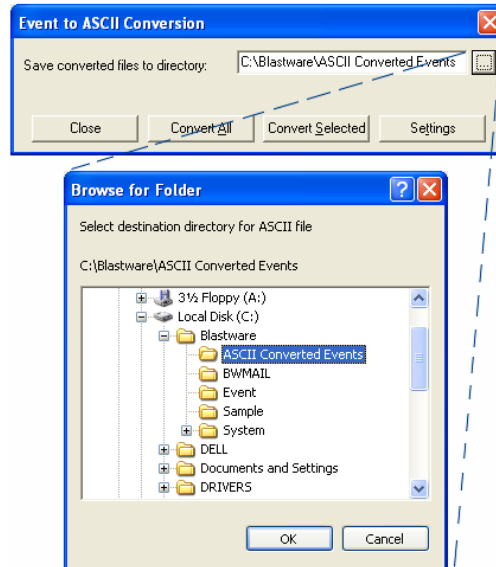 Event to ASCII Conversion
Save converted files to directory: C:\Blastware\ASCII Converted Events ...
Close Convert All Convert Selected Settings
Browse for Folder
Select destination directory for ASCII file
C:\Blastware\ASCII Converted Events
3½ Floppy (A:)
Local Disk (C:)
Blastware
ASCII Converted Events
BWMAIL
Event
Sample
System
DELL
Documents and Settings
DRIVERS
OK Cancel